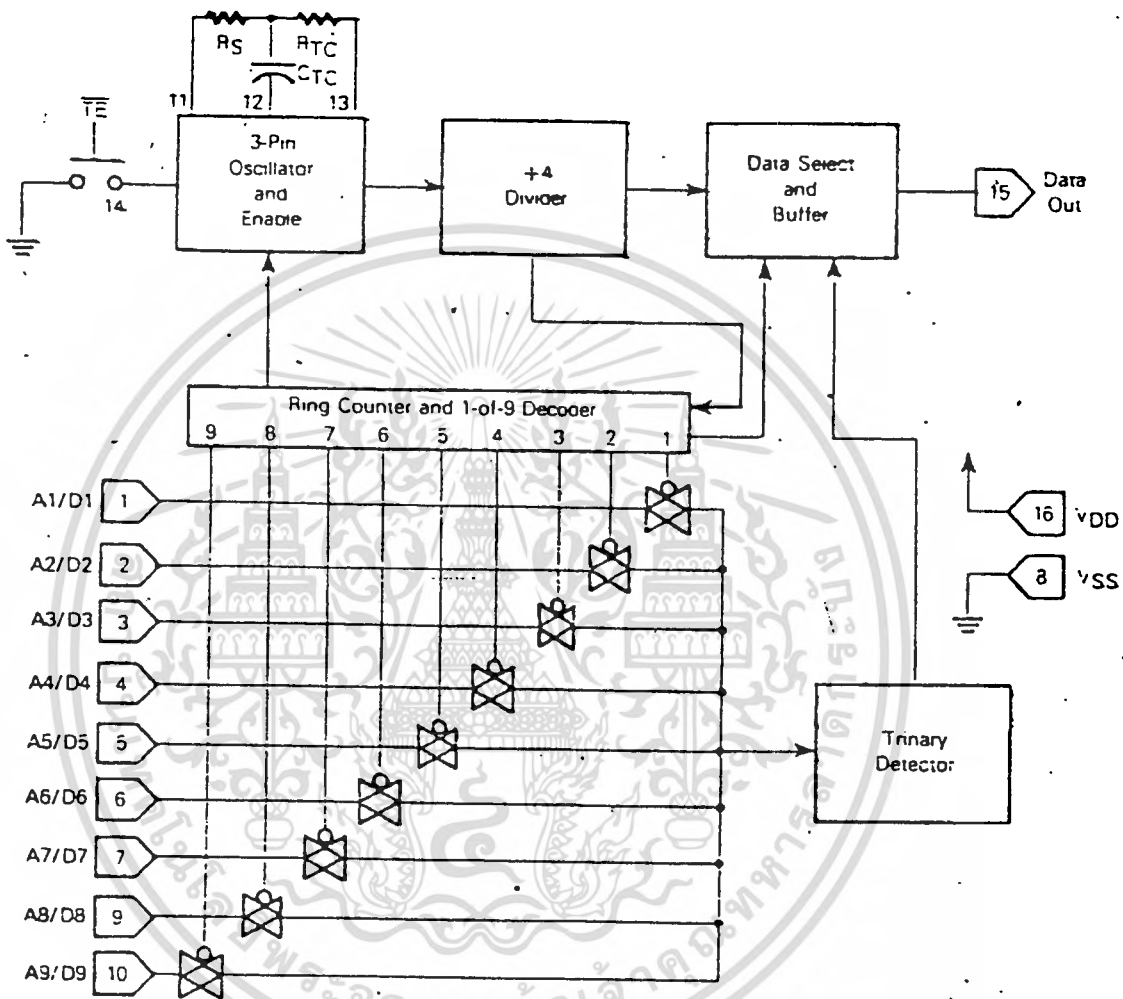 RS RTC
CTC
11 12 13
TE
14
3-Pin
Oscillator
and
Enable
+4
Divider
Data Select
and
Buffer
15
Data
Out
Ring Counter and 1-of-9 Decoder
9 8 7 6 5 4 3 2 1
A1/D1 1
A2/D2 2
A3/D3 3
A4/D4 4
A5/D5 5
A6/D6 6
A7/D7 7
A8/D8 9
A9/D9 10
16 VDD
8 VSS
Trinary
Detector